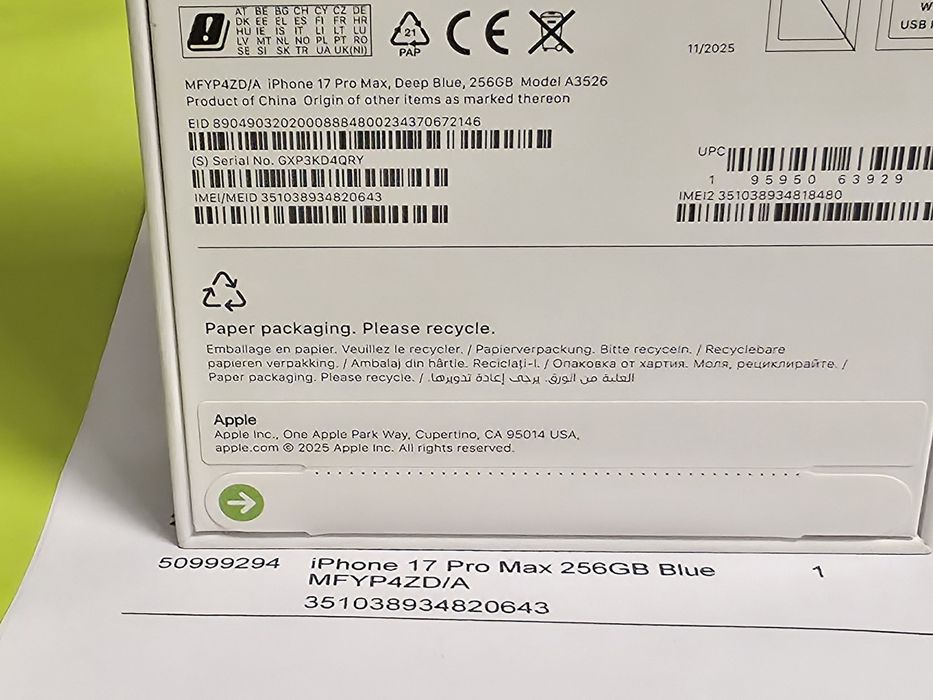 AT BE BG CH CY CZ DE
DK EE EL ES FI FR HR
HU IE IS IT LI LT LU
LV MT NL NO PL PT RO
SE SI SK TR UA UK(NI)
21
PAP
CE
11/2025
USB
MFYP4ZD/A iPhone 17 Pro Max, Deep Blue, 256GB Model A3526
Product of China Origin of other items as marked thereon
EID 89049032020008884800234370672146
(S) Serial No. GXP3KD4QRY
UPC
1 95950 63929
IMEI/MEID 351038934820643
IMEI2 351038934818480
Paper packaging. Please recycle.
Emballage en papier. Veuillez le recycler. / Papierverpackung. Bitte recyceln. / Recyclebare
papieren verpakking. / Ambalaj din hârtie. Reciclați-l. / Опаковка от хартия. Моля, рециклирайте. /
Paper packaging. Please recycle. / .العلبة من الورق. يرجى إعادة تدويرها
Apple
Apple Inc., One Apple Park Way, Cupertino, CA 95014 USA.
apple.com © 2025 Apple Inc. All rights reserved.
50999294 iPhone 17 Pro Max 256GB Blue 1
MFYP4ZD/A
351038934820643